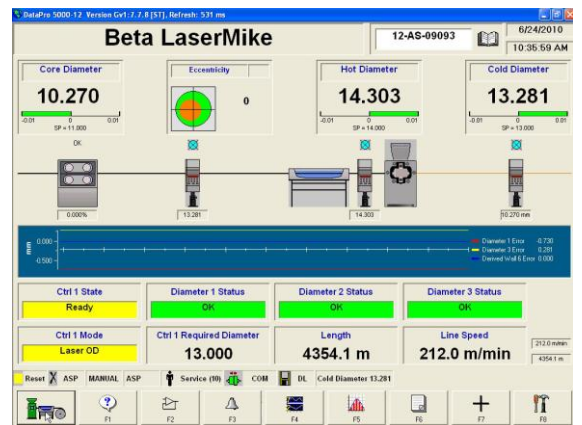 DataPro 5000-12 Version Gv1.7.7.8 [ST], Refresh: 531 ms
Beta LaserMike
12-AS-09093
6/24/2010
10:35:59 AM
Core Diameter
10.270
-0.01 0 0.01
SP = 11.000
Eccentricity
0
Hot Diameter
14.303
-0.01 0 0.01
SP = 14.000
Cold Diameter
13.281
-0.01 0 0.01
SP = 13.000
OK
0.000%
13.281
14.303
10.270 mm
mm
0.000
-0.500
Diameter 1 Error -0.730
Diameter 3 Error 0.281
Derived Wall 6 Error 0.000
Ctrl 1 State
Ready
Diameter 1 Status
OK
Diameter 2 Status
OK
Diameter 3 Status
OK
Ctrl 1 Mode
Laser OD
Ctrl 1 Required Diameter
13.000
Length
4354.1 m
Line Speed
212.0 m/min
212.0 m/min
4354.1 m
Reset X ASP MANUAL ASP Service (10) COM DL Cold Diameter 13.281
F1 F2 F3 F4 F5 F6 F7 F8